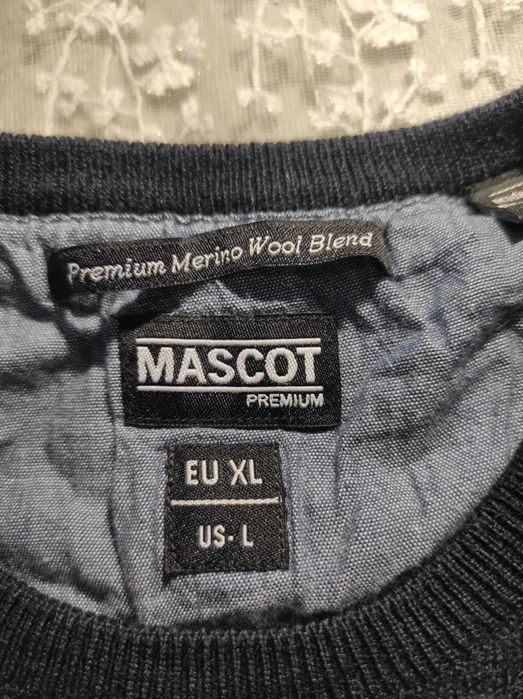 Premium Merino Wool Blend
MASCOT
PREMIUM
EU XL
US· L